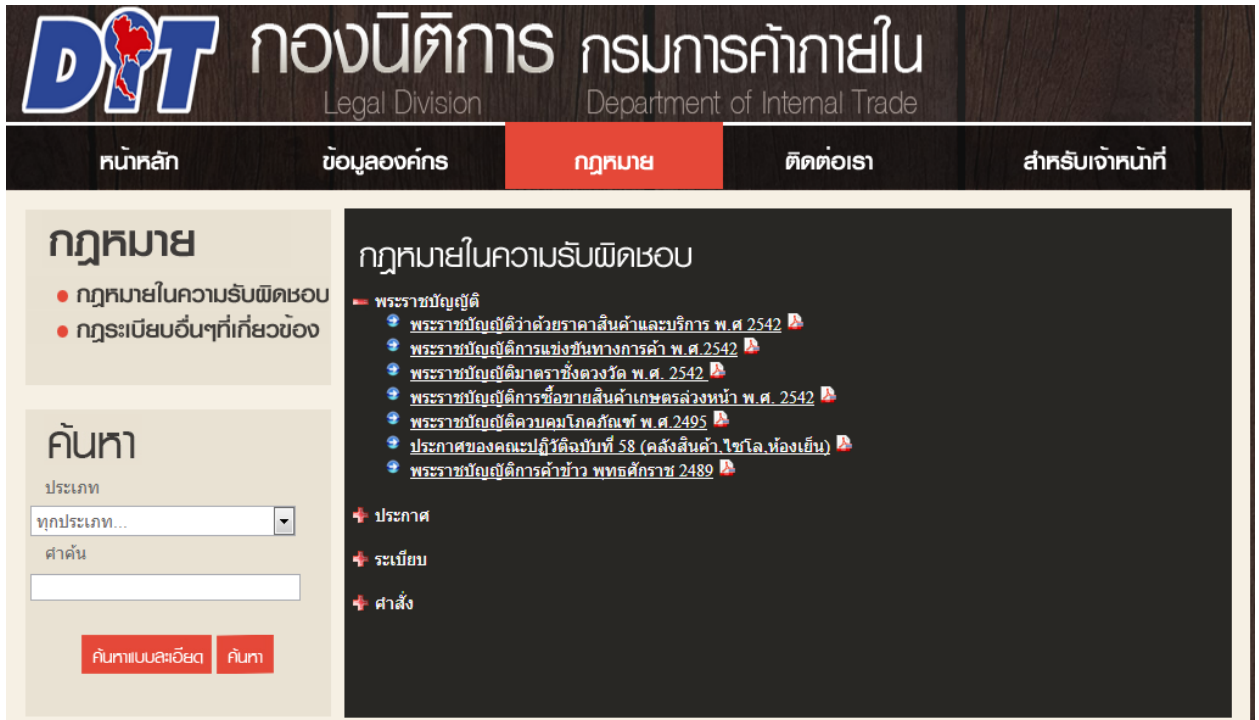 DIT กองนิติการ กรมการค้าภายใน
Legal Division Department of Internal Trade
หน้าหลัก ข้อมูลองค์กร กฎหมาย ติดต่อเรา สำหรับเจ้าหน้าที่
กฎหมาย
กฎหมายในความรับผิดชอบ
กฎระเบียบอื่นๆที่เกี่ยวข้อง
ค้นหา
ประเภท
ทุกประเภท...
คำค้น
ค้นหาแบบละเอียด ค้นหา
กฎหมายในความรับผิดชอบ
พระราชบัญญัติ
พระราชบัญญัติว่าด้วยราคาสินค้าและบริการ พ.ศ 2542
พระราชบัญญัติการแข่งขันทางการค้า พ.ศ.2542
พระราชบัญญัติมาตราชั่งตวงวัด พ.ศ. 2542
พระราชบัญญัติการซื้อขายสินค้าเกษตรล่วงหน้า พ.ศ. 2542
พระราชบัญญัติควบคุมโภคภัณฑ์ พ.ศ.2495
ประกาศของคณะปฏิวัติฉบับที่ 58 (คลังสินค้า,ไซโล,ห้องเย็น)
พระราชบัญญัติการค้าข้าว พุทธศักราช 2489
ประกาศ
ระเบียบ
คำสั่ง